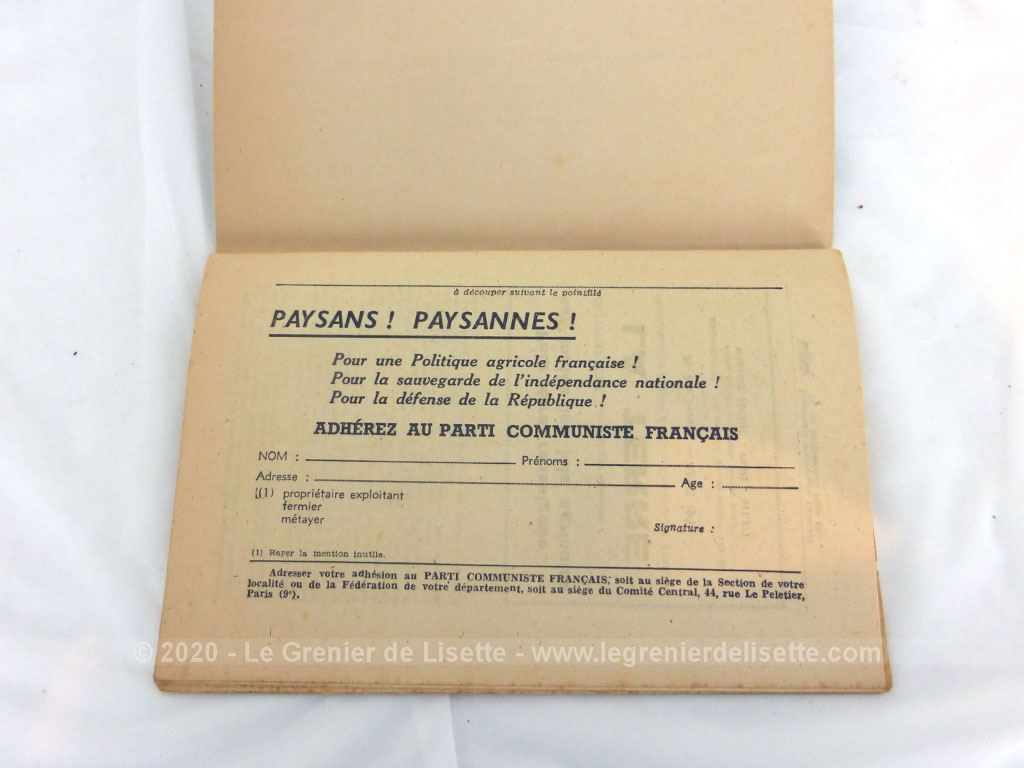 à découper suivant le pointillé
PAYSANS ! PAYSANNES !
Pour une Politique agricole française !
Pour la sauvegarde de l'indépendance nationale !
Pour la défense de la République !
ADHÉREZ AU PARTI COMMUNISTE FRANÇAIS
NOM : Prénoms :
Adresse : Age :
(1) propriétaire exploitant
fermier
métayer
Signature :
(1) Rayer la mention inutile.
Adresser votre adhésion au PARTI COMMUNISTE FRANÇAIS, soit au siège de la Section de votre
localité ou de la Fédération de votre département, soit au siège du Comité Central, 44, rue Le Peletier,
Paris (9e).
© 2020 - Le Grenier de Lisette - www.legrenierdelisette.com